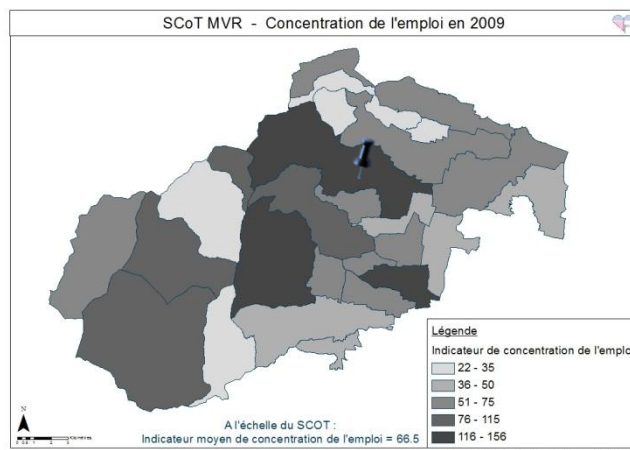 SCoT MVR - Concentration de l'emploi en 2009
Légende
Indicateur de concentration de l'emplo
22 - 35
36 - 50
51 - 75
76 - 115
116 - 156
N
A l'échelle du SCOT :
Indicateur moyen de concentration de l'emploi = 66.5